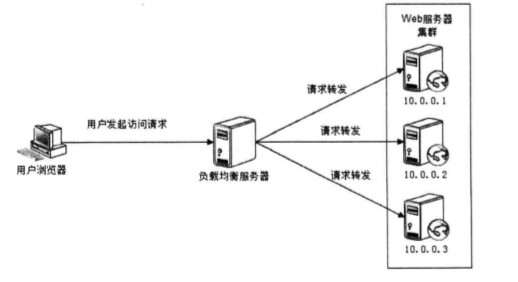 Web服务器
集群
请求转发
10.0.0.1
用户发起访问请求
请求转发
用户浏览器
负载均衡服务器
10.0.0.2
请求转发
10.0.0.3